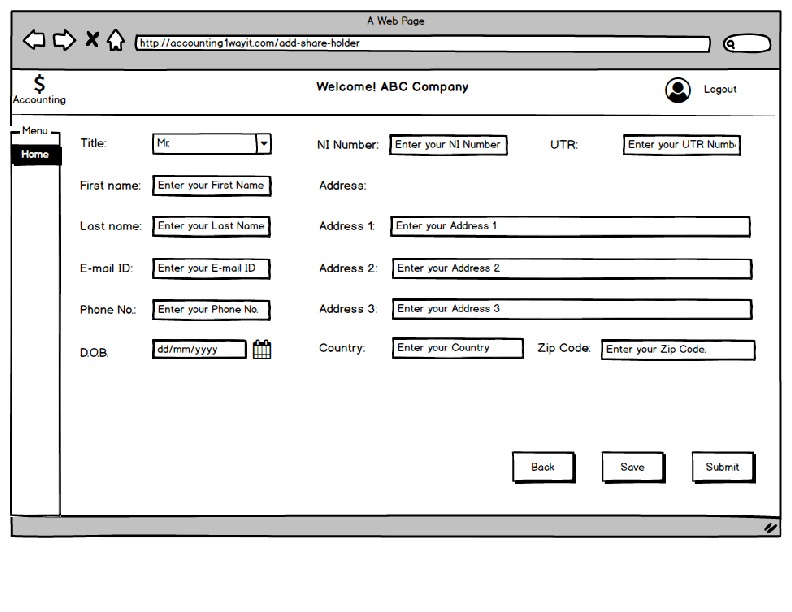 A Web Page
http://accounting1wayit.com/add-share-holder
$
Accounting
Welcome! ABC Company
Logout
Menu
Home
Title: Mr. NI Number: Enter your NI Number UTR: Enter your UTR Numb
First name: Enter your First Name Address:
Last name: Enter your Last Name Address 1: Enter your Address 1
E-mail ID: Enter your E-mail ID Address 2: Enter your Address 2
Phone No.: Enter your Phone No. Address 3: Enter your Address 3
D.O.B. dd/mm/yyyy Country: Enter your Country Zip Code: Enter your Zip Code.
Back Save Submit